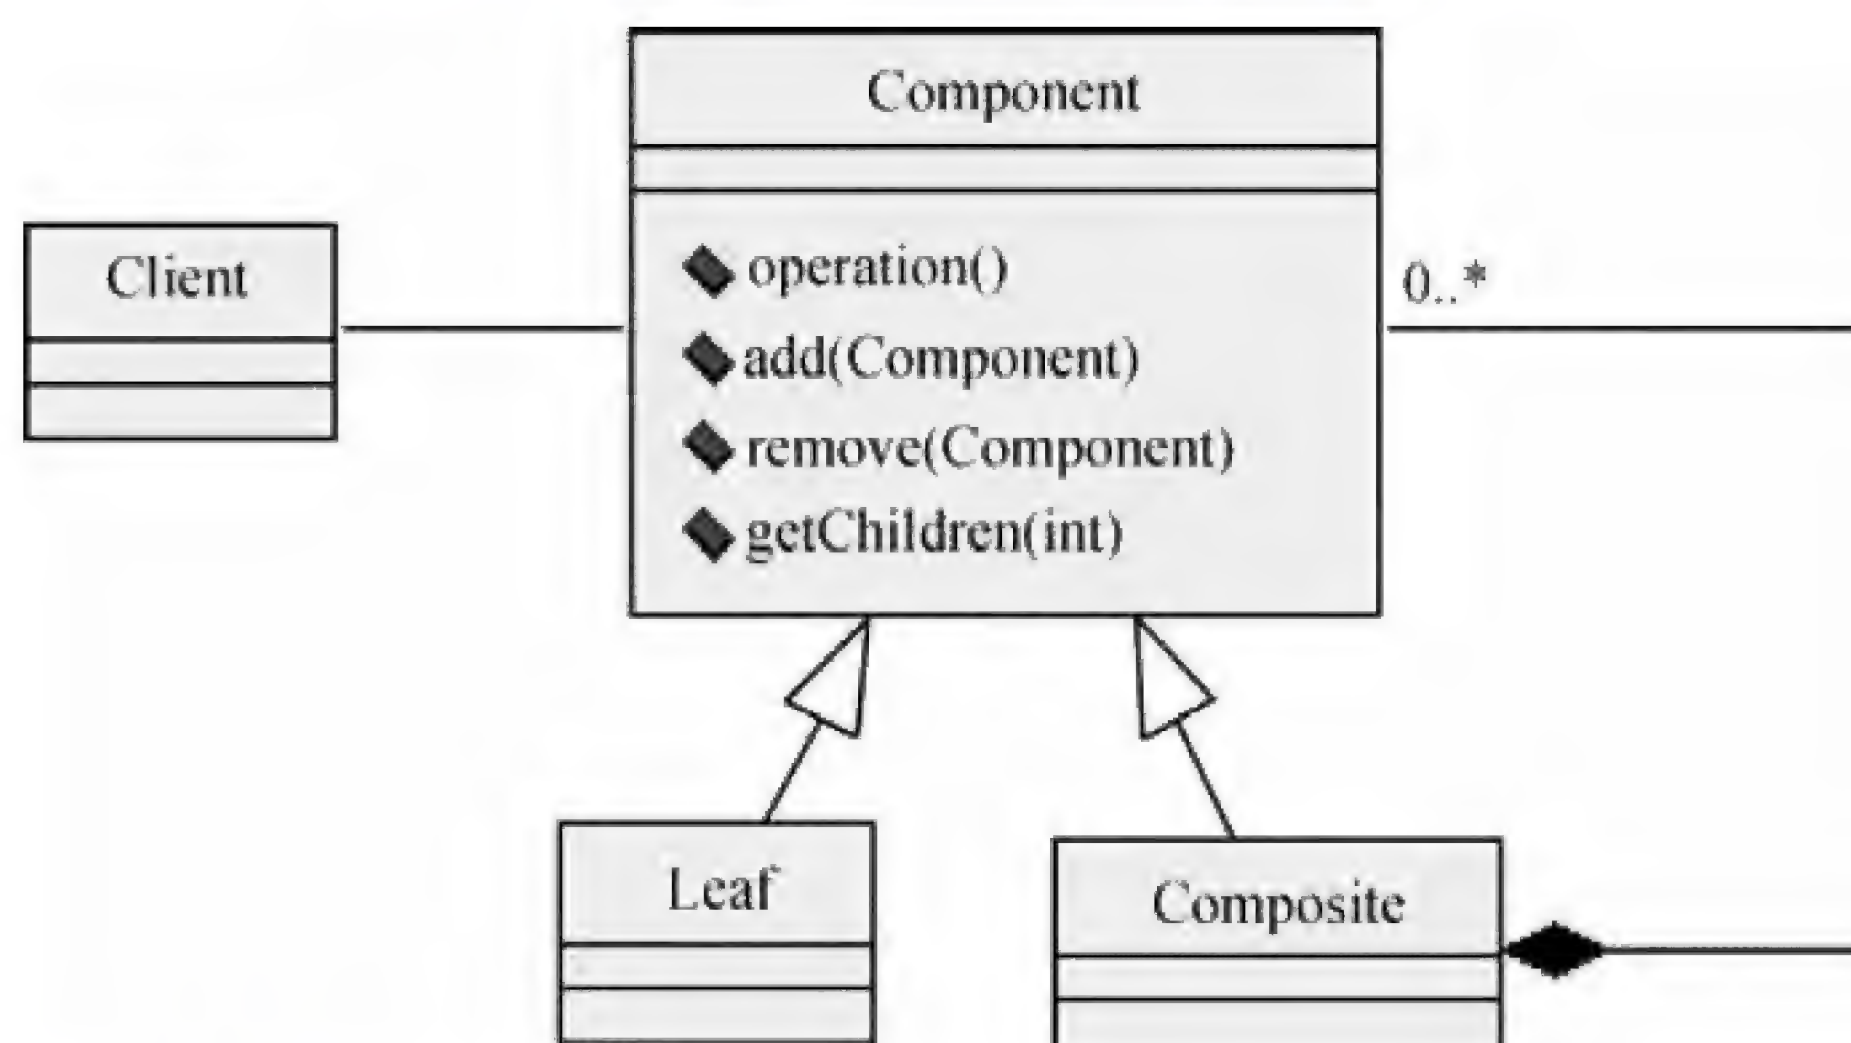 Component
Client
operation()
0..*
add(Component)
remove(Component)
getChildren(int)
Leaf
Composite